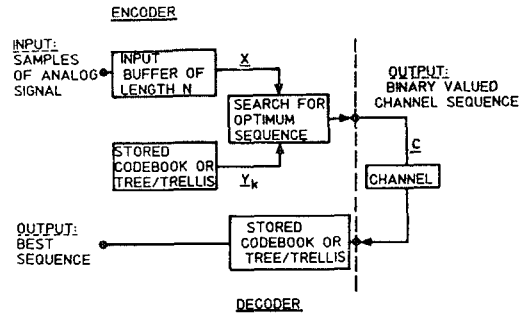 ENCODER
INPUT:
SAMPLES
OF ANALOG
SIGNAL
INPUT
BUFFER OF
LENGTH N
X
SEARCH FOR
OPTIMUM
SEQUENCE
STORED
CODEBOOK OR
TREE/TRELLIS
Yk
OUTPUT:
BINARY VALUED
CHANNEL SEQUENCE
C
CHANNEL
OUTPUT:
BEST
SEQUENCE
STORED
CODEBOOK OR
TREE/TRELLIS
DECODER